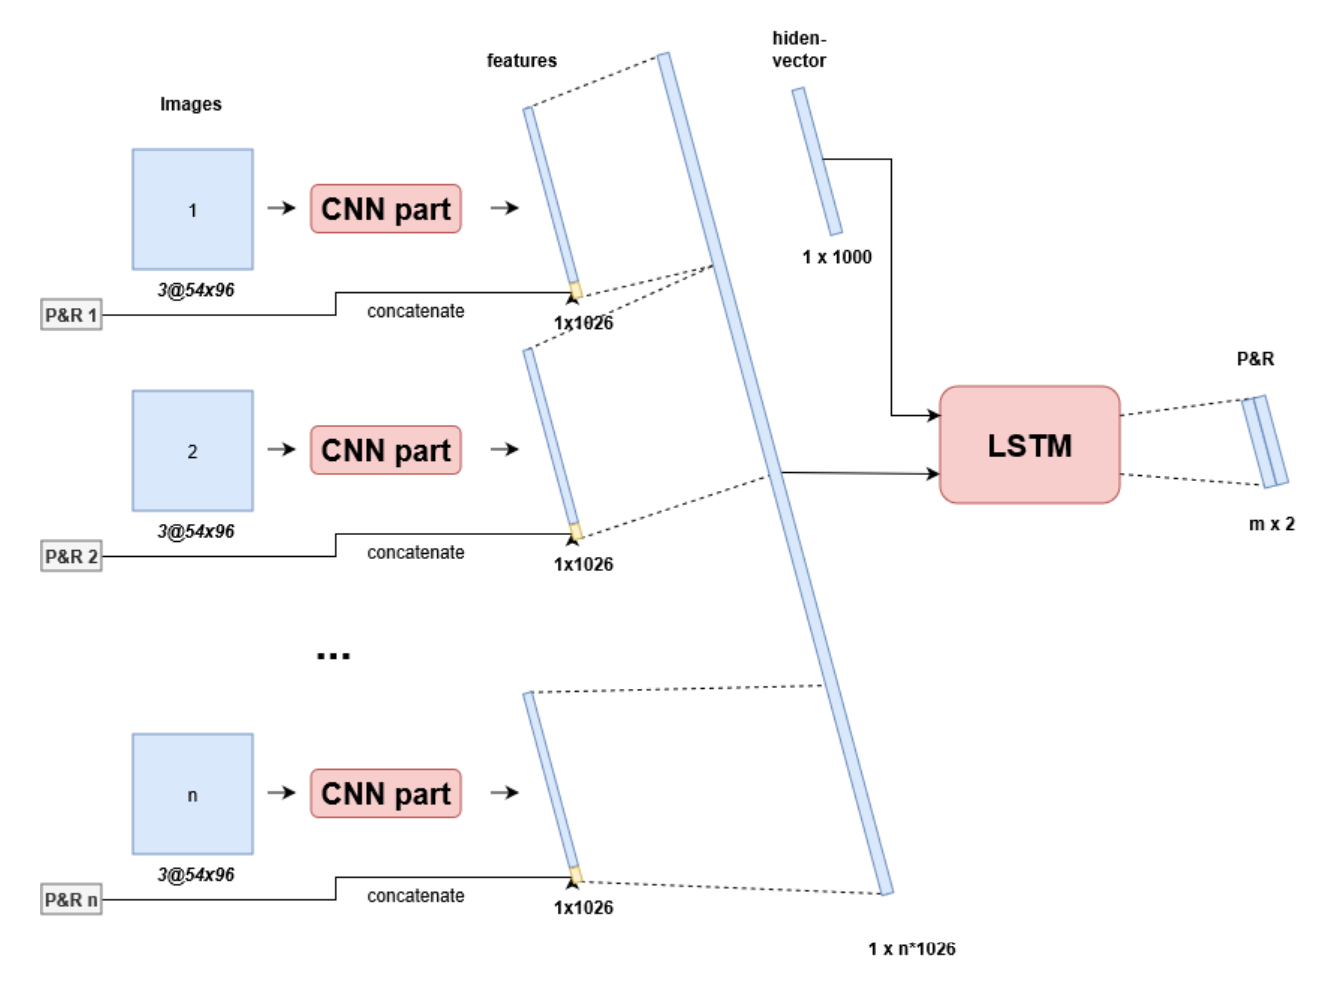 hiden-
vector
features
Images
1
CNN part
3@54x96
P&R 1
concatenate
1x1026
1 x 1000
2
CNN part
3@54x96
P&R 2
concatenate
1x1026
LSTM
P&R
m x 2
...
n
CNN part
3@54x96
P&R n
concatenate
1x1026
1 x n*1026